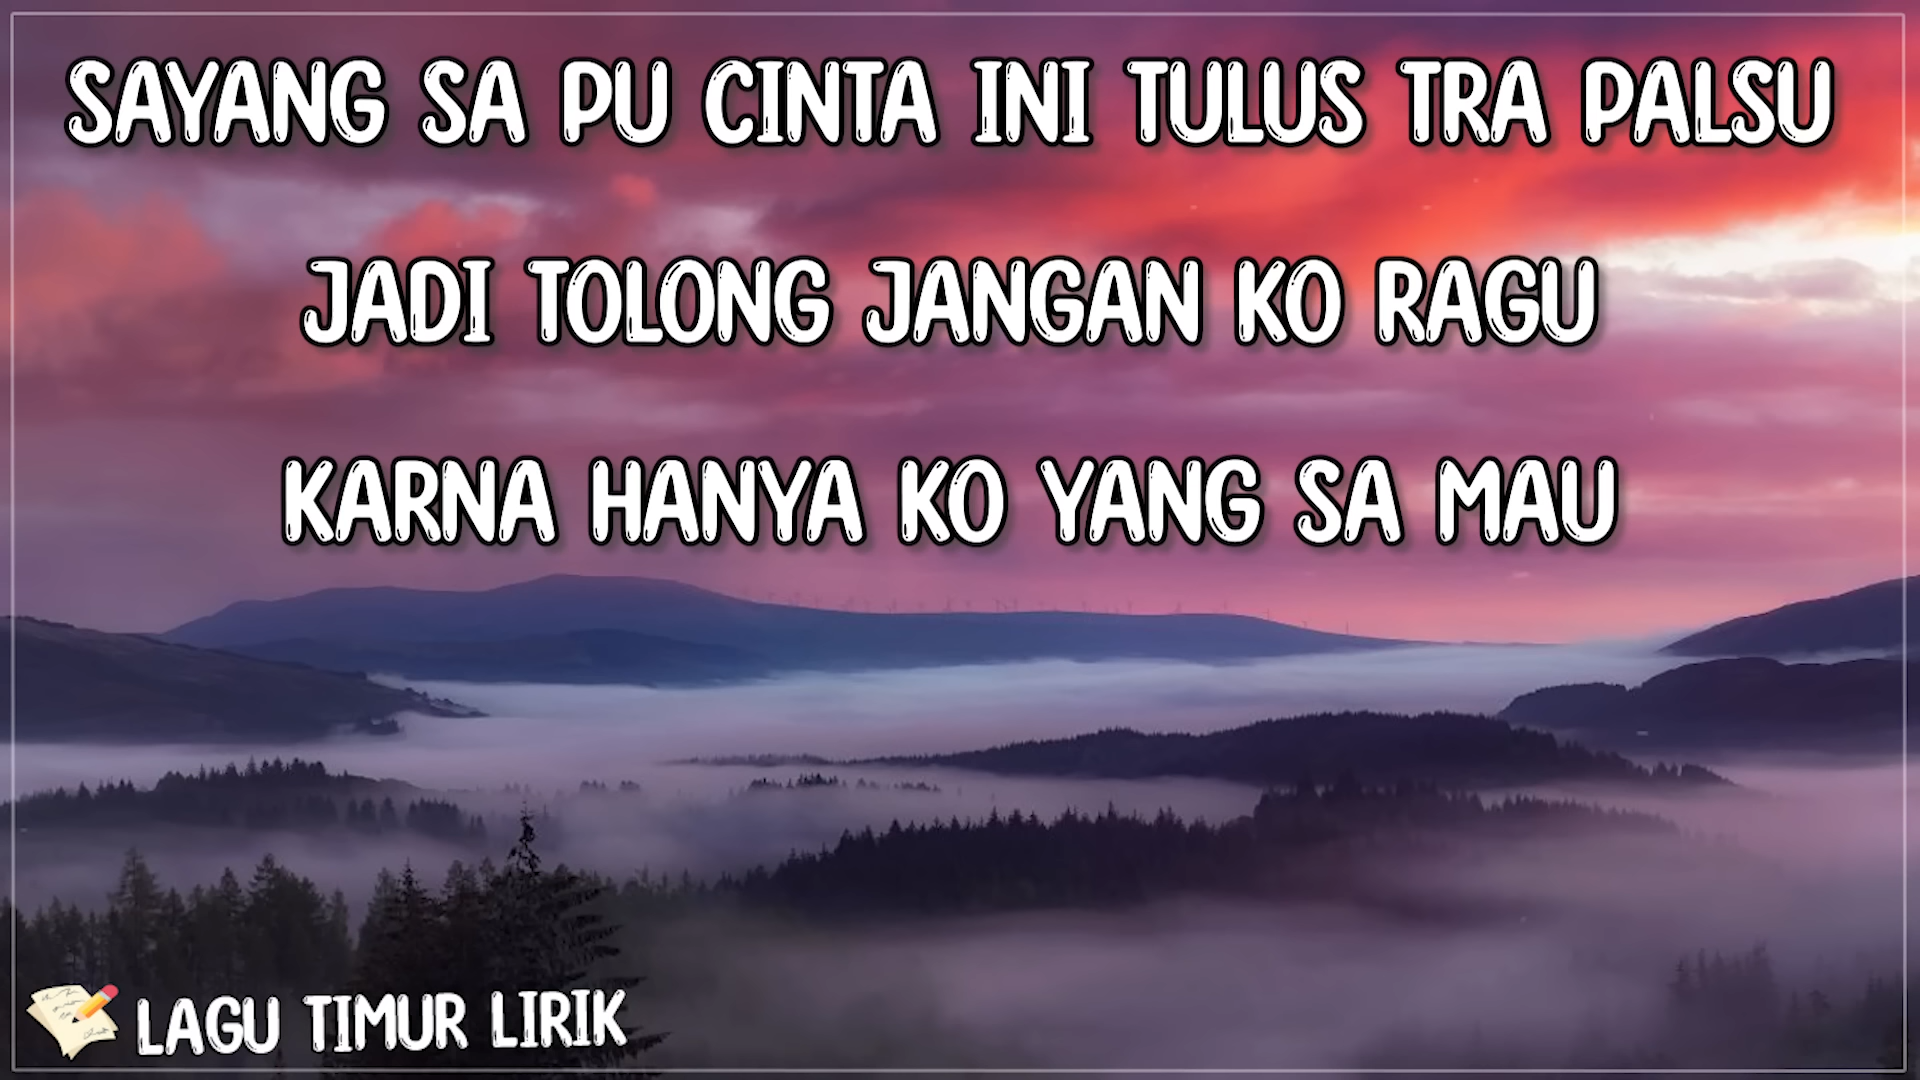 SAYANG SA PU CINTA INI TULUS TRA PALSU
JADI TOLONG JANGAN KO RAGU
KARNA HANYA KO YANG SA MAU
LAGU TIMUR LIRIK